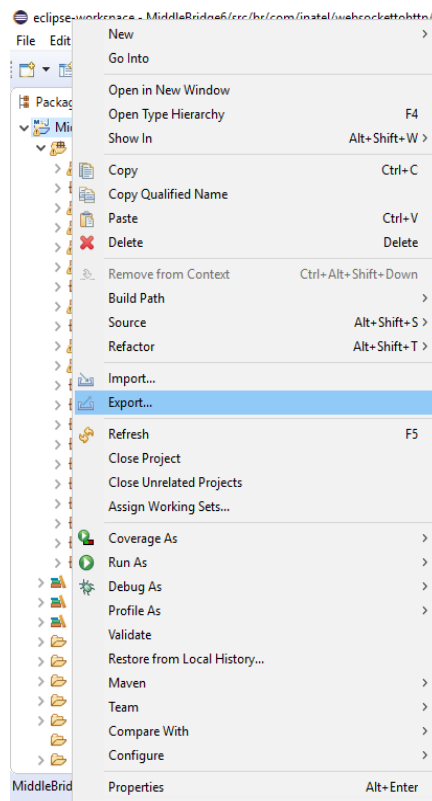 eclipse-workspace - MiddleBridge6/src/br/com/inatel/websockettohttp/
File Edit
Packag
Mid
New
Go Into
Open in New Window
Open Type Hierarchy F4
Show In Alt+Shift+W
Copy Ctrl+C
Copy Qualified Name
Paste Ctrl+V
Delete Delete
Remove from Context Ctrl+Alt+Shift+Down
Build Path
Source Alt+Shift+S
Refactor Alt+Shift+T
Import...
Export...
Refresh F5
Close Project
Close Unrelated Projects
Assign Working Sets...
Coverage As
Run As
Debug As
Profile As
Validate
Restore from Local History...
Maven
Team
Compare With
Configure
Properties Alt+Enter
MiddleBrid